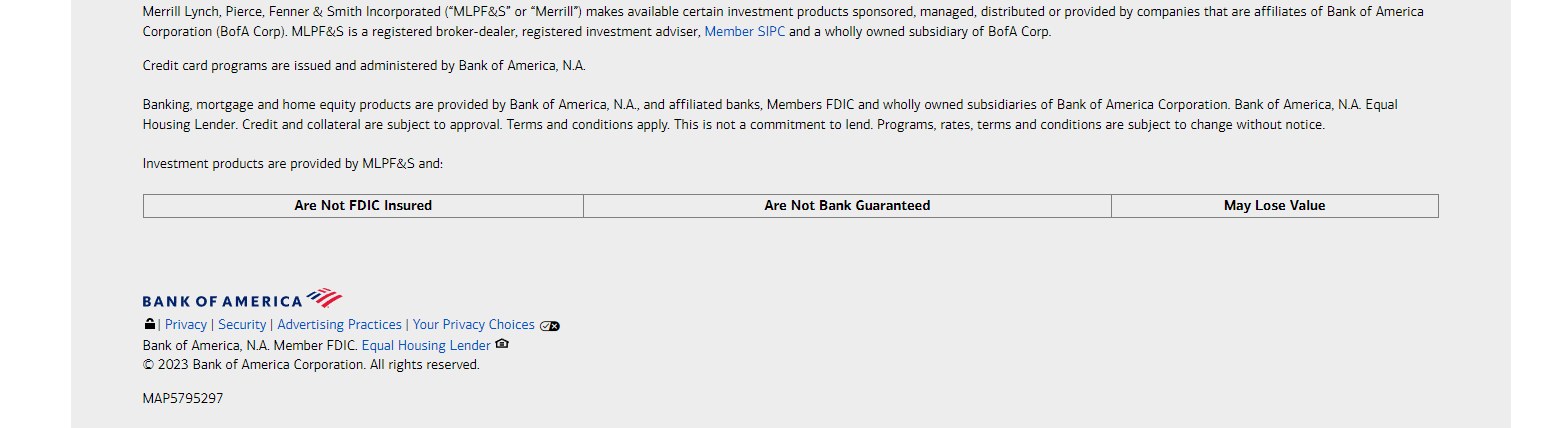 Merrill Lynch, Pierce, Fenner & Smith Incorporated (“MLPF&S” or “Merrill”) makes available certain investment products sponsored, managed, distributed or provided by companies that are affiliates of Bank of America
Corporation (BofA Corp). MLPF&S is a registered broker-dealer, registered investment adviser, Member SIPC and a wholly owned subsidiary of BofA Corp.
Credit card programs are issued and administered by Bank of America, N.A.
Banking, mortgage and home equity products are provided by Bank of America, N.A., and affiliated banks, Members FDIC and wholly owned subsidiaries of Bank of America Corporation. Bank of America, N.A. Equal
Housing Lender. Credit and collateral are subject to approval. Terms and conditions apply. This is not a commitment to lend. Programs, rates, terms and conditions are subject to change without notice.
Investment products are provided by MLPF&S and:
Are Not FDIC Insured Are Not Bank Guaranteed May Lose Value
BANK OF AMERICA
| Privacy | Security | Advertising Practices | Your Privacy Choices
Bank of America, N.A. Member FDIC. Equal Housing Lender
© 2023 Bank of America Corporation. All rights reserved.
MAP5795297